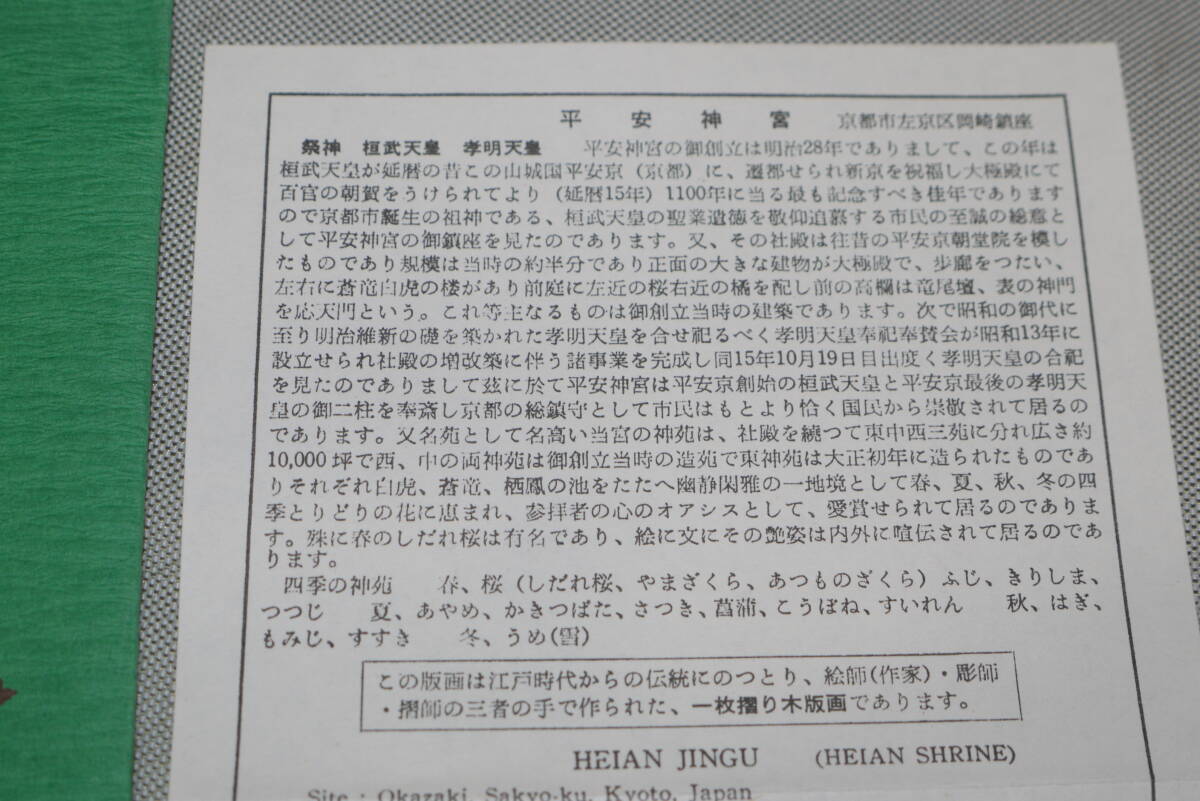 平安神宮 京都市左京区岡崎鎮座
祭神 桓武天皇 孝明天皇 平安神宮の御創立は明治28年でありまして、この年は
桓武天皇が延暦の昔この山城国平安京(京都)に、遷都せられ新京を祝福し大極殿にて
百官の朝賀をうけられてより(延暦15年)1100年に当る最も記念すべき佳年であります
ので京都市誕生の祖神である、桓武天皇の聖業遺徳を敬仰追慕する市民の至誠の総意と
して平安神宮の御鎮座を見たのであります。又、その社殿は往昔の平安京朝堂院を模し
たものであり規模は当時の約半分であり正面の大きな建物が大極殿で、歩廊をつたい、
左右に蒼竜白虎の楼があり前庭に左近の桜右近の橘を配し前の高欄は竜尾壇、表の神門
を応天門という。これ等主なるものは御創立当時の建築であります。次で昭和の御代に
至り明治維新の礎を築かれた孝明天皇を合せ祀るべく孝明天皇奉祀奉賛会が昭和13年に
設立せられ社殿の増改築に伴う諸事業を完成し同15年10月19日目出度く孝明天皇の合祀
を見たのでありまして茲に於て平安神宮は平安京創始の桓武天皇と平安京最後の孝明天
皇の御二柱を奉斎し京都の総鎮守として市民はもとより恰く国民から崇敬されて居るの
であります。又名苑として名高い当宮の神苑は、社殿を繞つて東中西三苑に分れ広さ約
10,000坪で西、中の両神苑は御創立当時の造苑で東神苑は大正初年に造られたものであ
りそれぞれ白虎、蒼竜、栖鳳の池をたたへ幽静閑雅の一地境として春、夏、秋、冬の四
季とりどりの花に恵まれ、参拝者の心のオアシスとして、愛賞せられて居るのでありま
す。殊に春のしだれ桜は有名であり、絵に文にその艶姿は内外に喧伝されて居るのであ
ります。
四季の神苑 春、桜(しだれ桜、やまざくら、あつものざくら)ふじ、きりしま、
つつじ 夏、あやめ、かきつばた、さつき、菖蒲、こうぼね、すいれん 秋、はぎ、
もみじ、すすき 冬、うめ(雪)
この版画は江戸時代からの伝統にのつとり、絵師(作家)・彫師
・摺師の三者の手で作られた、一枚摺り木版画であります。
HEIAN JINGU (HEIAN SHRINE)
Site : Okazaki, Sakyo-ku, Kyoto, Japan